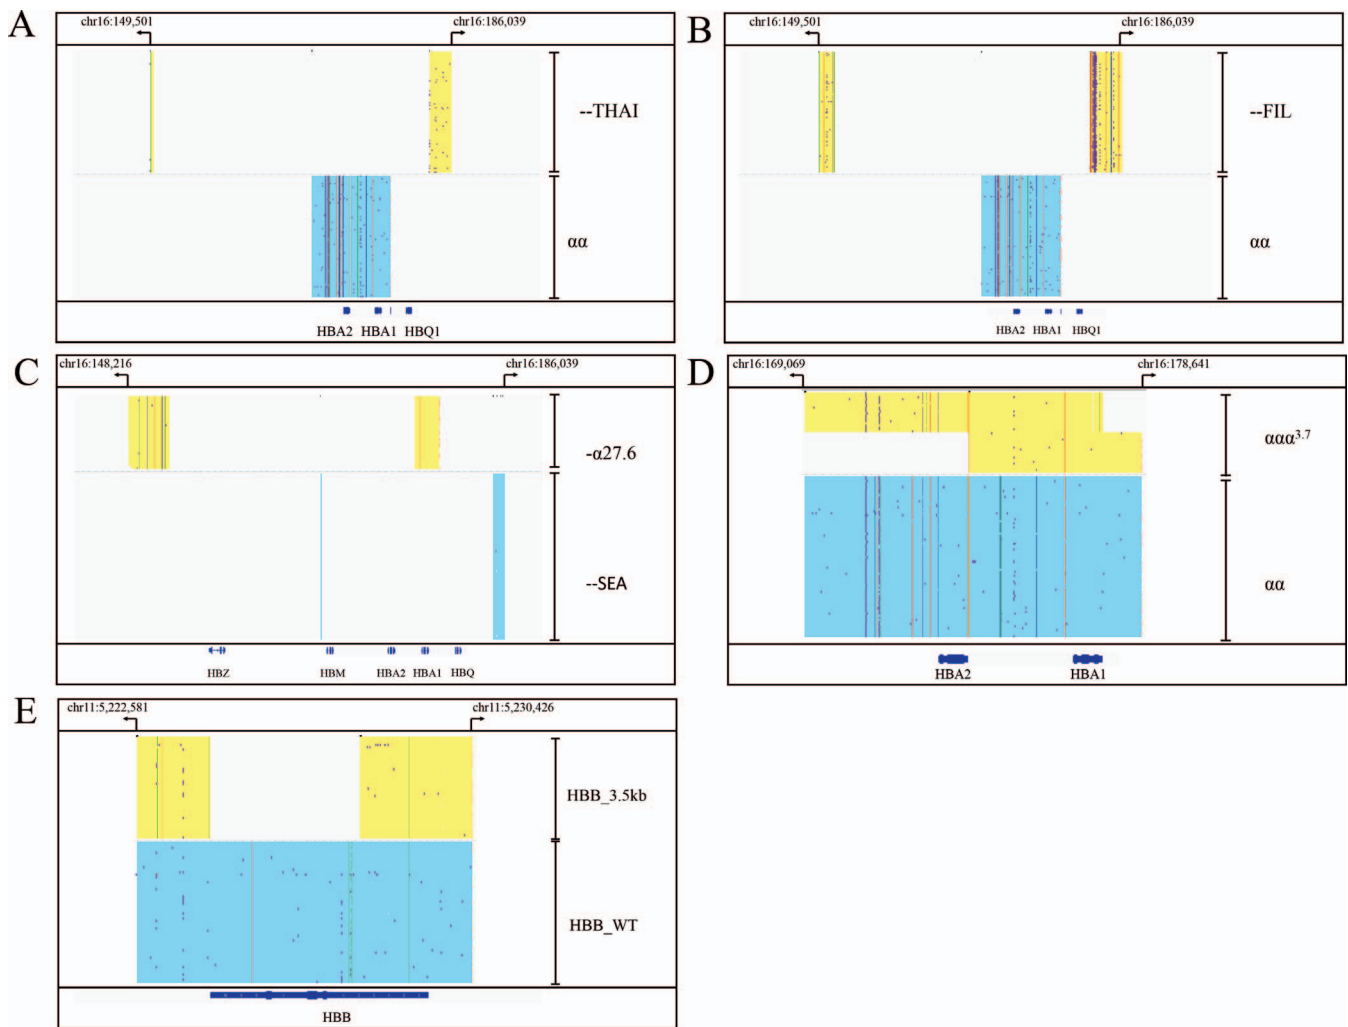 A
chr16:149,501
chr16:186,039
--THAI
αα
HBA2 HBA1 HBQ1
B
chr16:149,501
chr16:186,039
--FIL
αα
HBA2 HBA1 HBQ1
C
chr16:148,216
chr16:186,039
-α27.6
--SEA
HBZ HBM HBA2 HBA1 HBQ
D
chr16:169,069
chr16:178,641
ααα3.7
αα
HBA2 HBA1
E
chr11:5,222,581
chr11:5,230,426
HBB_3.5kb
HBB_WT
HBB